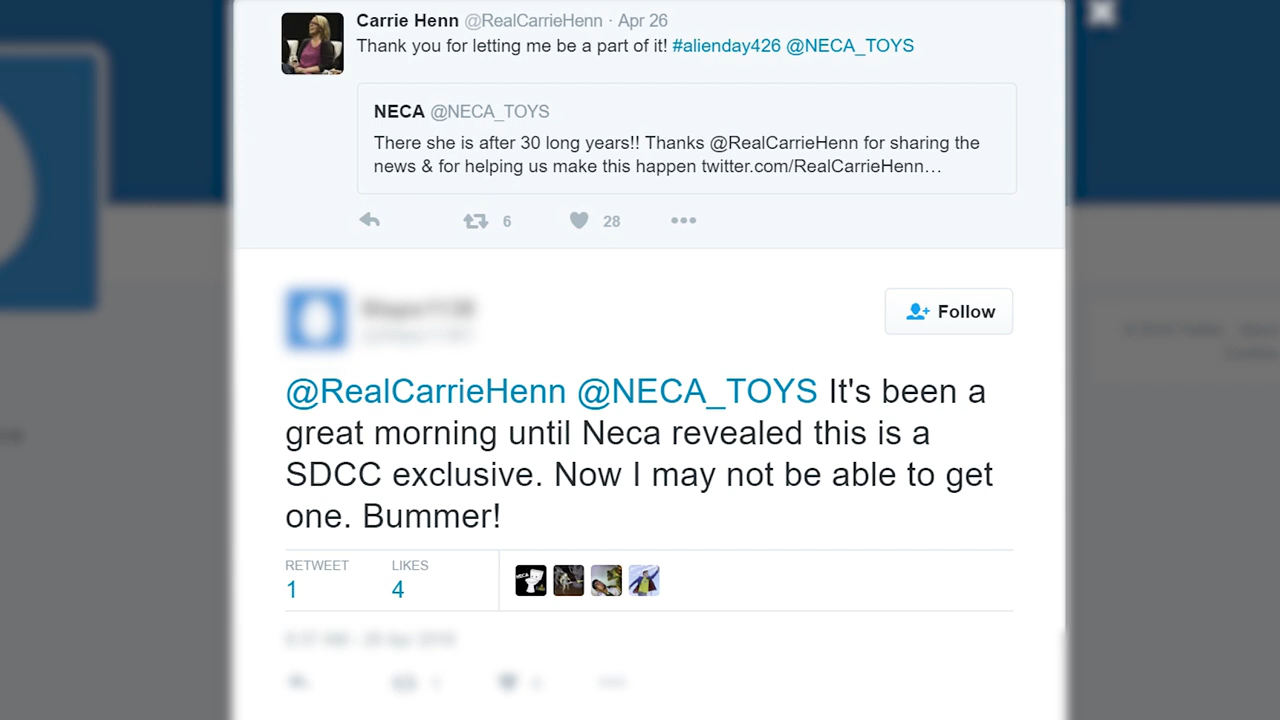 Carrie Henn @RealCarrieHenn · Apr 26
Thank you for letting me be a part of it! #alienday426 @NECA_TOYS
NECA @NECA_TOYS
There she is after 30 long years!! Thanks @RealCarrieHenn for sharing the
news & for helping us make this happen twitter.com/RealCarrieHenn…
6 28
Follow
@RealCarrieHenn @NECA_TOYS It's been a
great morning until Neca revealed this is a
SDCC exclusive. Now I may not be able to get
one. Bummer!
RETWEET LIKES
1 4